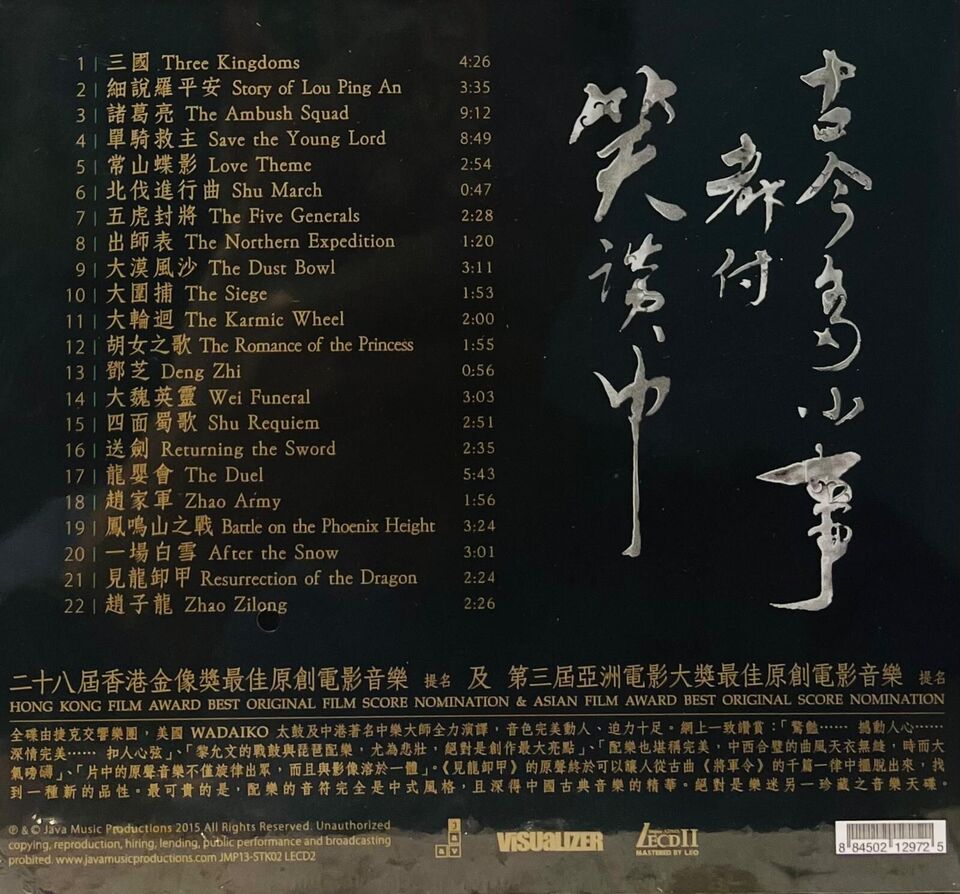 1 | 三國 Three Kingdoms 4:26
2 | 細說羅平安 Story of Lou Ping An 3:35
3 | 諸葛亮 The Ambush Squad 9:12
4 | 單騎救主 Save the Young Lord 8:49
5 | 常山蝶影 Love Theme 2:54
6 | 北伐進行曲 Shu March 0:47
7 | 五虎封將 The Five Generals 2:28
8 | 出師表 The Northern Expedition 1:20
9 | 大漠風沙 The Dust Bowl 3:11
10 | 大圍捕 The Siege 1:53
11 | 大輪迴 The Karmic Wheel 2:00
12 | 胡女之歌 The Romance of the Princess 1:55
13 | 鄧芝 Deng Zhi 0:56
14 | 大魏英靈 Wei Funeral 3:03
15 | 四面蜀歌 Shu Requiem 2:51
16 | 送劍 Returning the Sword 2:35
17 | 龍嬰會 The Duel 5:43
18 | 趙家軍 Zhao Army 1:56
19 | 鳳鳴山之戰 Battle on the Phoenix Height 3:24
20 | 一場白雪 After the Snow 3:01
21 | 見龍卸甲 Resurrection of the Dragon 2:24
22 | 趙子龍 Zhao Zilong 2:26
古今多少事
都付
笑談中
二十八屆香港金像獎最佳原創電影音樂 提名 及 第三屆亞洲電影大獎最佳原創電影音樂 提名
HONG KONG FILM AWARD BEST ORIGINAL FILM SCORE NOMINATION & ASIAN FILM AWARD BEST ORIGINAL SCORE NOMINATION
全碟由捷克交響樂團，美國 WADAIKO 太鼓及中港著名中樂大師全力演譯，音色完美動人、迫力十足。網上一致讚賞：「驚艷⋯⋯ 撼動人心⋯⋯
深情完美⋯⋯ 扣人心弦」、「黎允文的戰鼓與琵琶配樂，尤為悲壯，絕對是創作最大亮點」、「配樂也堪稱完美，中西合壁的曲風天衣無縫，時而大
氣磅礡」、「片中的原聲音樂不僅旋律出眾，而且與影像溶於一體」。《見龍卸甲》的原聲終於可以讓人從古曲《將軍令》的千篇一律中擺脫出來，找
到一種新的品性。最可貴的是，配樂的音符完全是中式風格，且深得中國古典音樂的精華。絕對是樂迷另一珍藏之音樂天碟。
℗ & © Java Music Productions 2015 All Rights Reserved. Unauthorized
copying, reproduction, hiring, lending, public performance and broadcasting
probited. www.javamusicproductions.com JMP13-STK02 LECD2
VISUALIZER
LECD II
MASTERED BY LEO
8 84502 12972 5